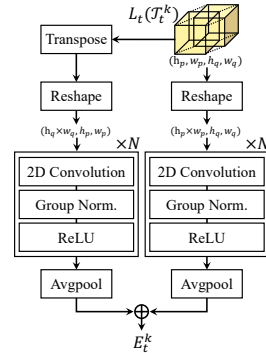 L_t(𝒯_t^k)
Transpose
(h_p, w_p, h_q, w_q)
Reshape Reshape
(h_q×w_q, h_p, w_p) (h_p×w_p, h_q, w_q)
×N ×N
2D Convolution 2D Convolution
Group Norm. Group Norm.
ReLU ReLU
Avgpool Avgpool
E_t^k